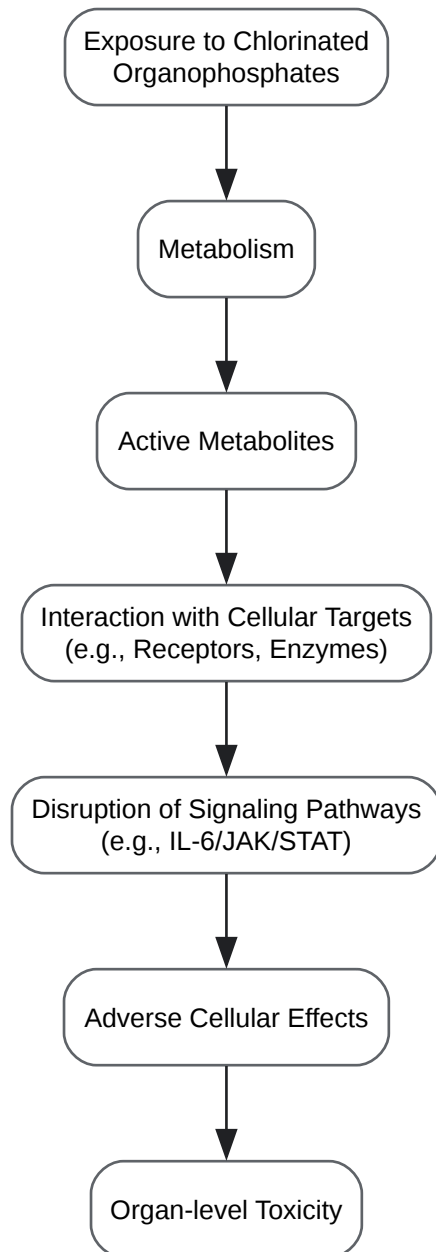 Exposure to Chlorinated
Organophosphates
Metabolism
Active Metabolites
Interaction with Cellular Targets
(e.g., Receptors, Enzymes)
Disruption of Signaling Pathways
(e.g., IL-6/JAK/STAT)
Adverse Cellular Effects
Organ-level Toxicity